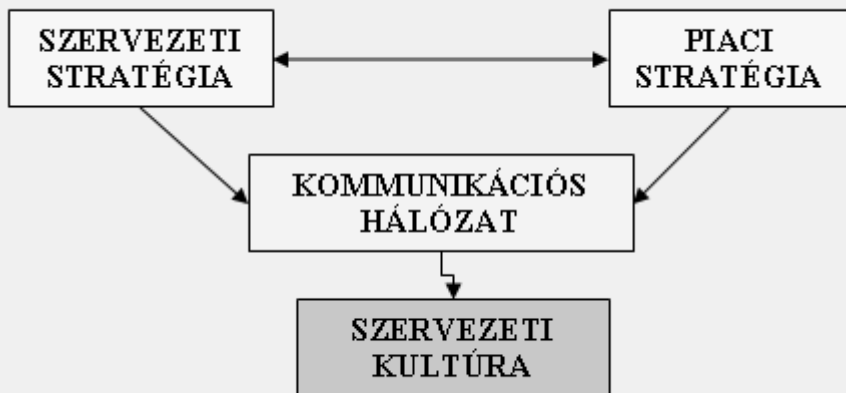 SZERVEZETI
STRATÉGIA
PIACI
STRATÉGIA
KOMMUNIKÁCIÓS
HÁLÓZAT
SZERVEZETI
KULTÚRA